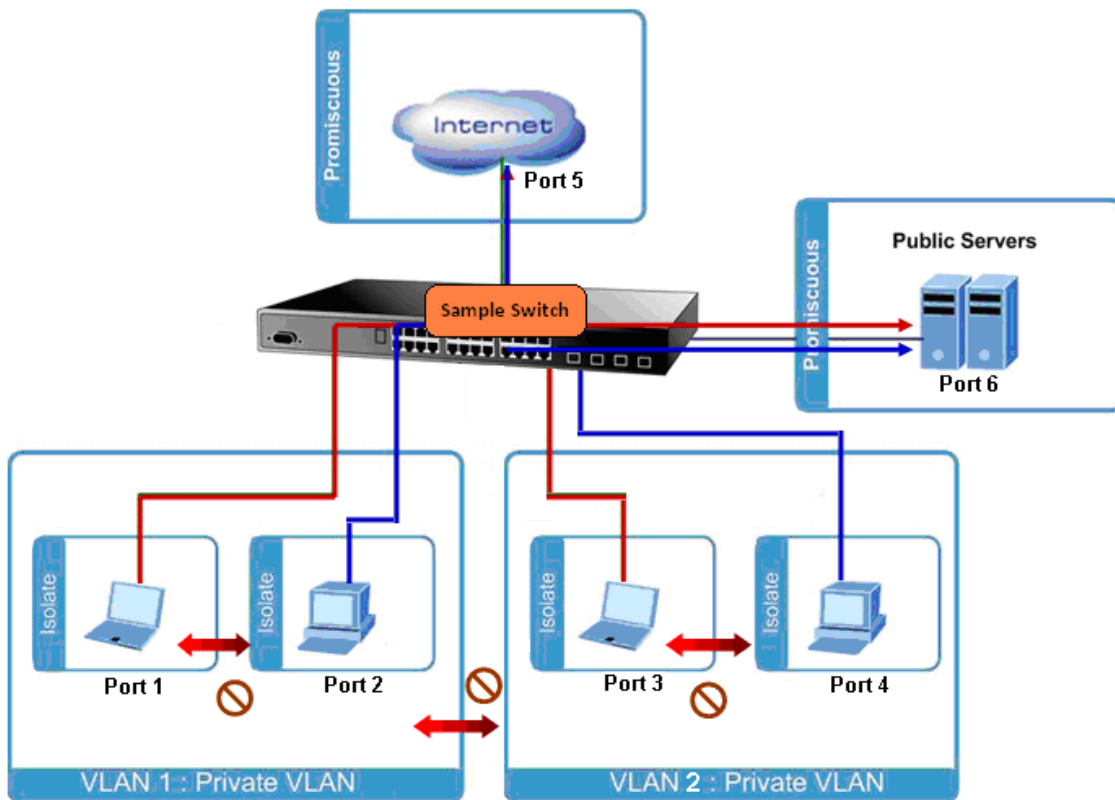 Promiscuous
Internet
Port 5
Promiscuous
Public Servers
Port 6
Sample Switch
Isolate
Port 1
Isolate
Port 2
Isolate
Port 3
Isolate
Port 4
VLAN 1 : Private VLAN
VLAN 2 : Private VLAN